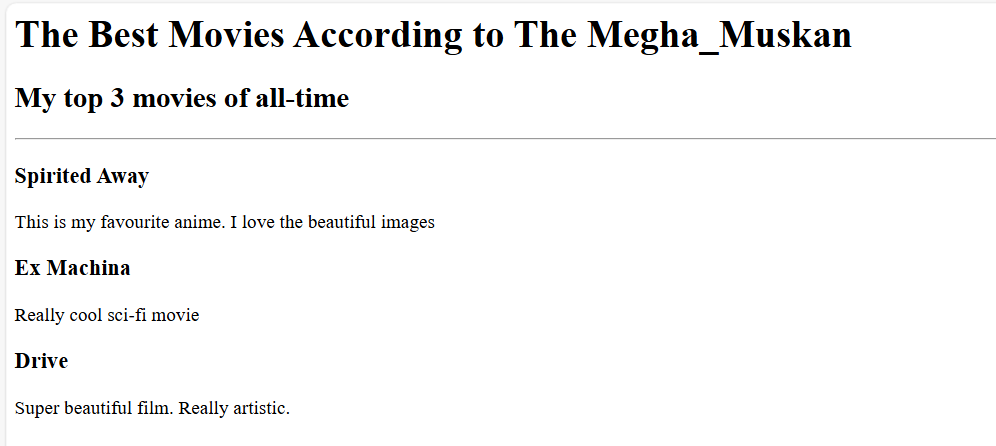 The Best Movies According to The Megha_Muskan
My top 3 movies of all-time
Spirited Away
This is my favourite anime. I love the beautiful images
Ex Machina
Really cool sci-fi movie
Drive
Super beautiful film. Really artistic.